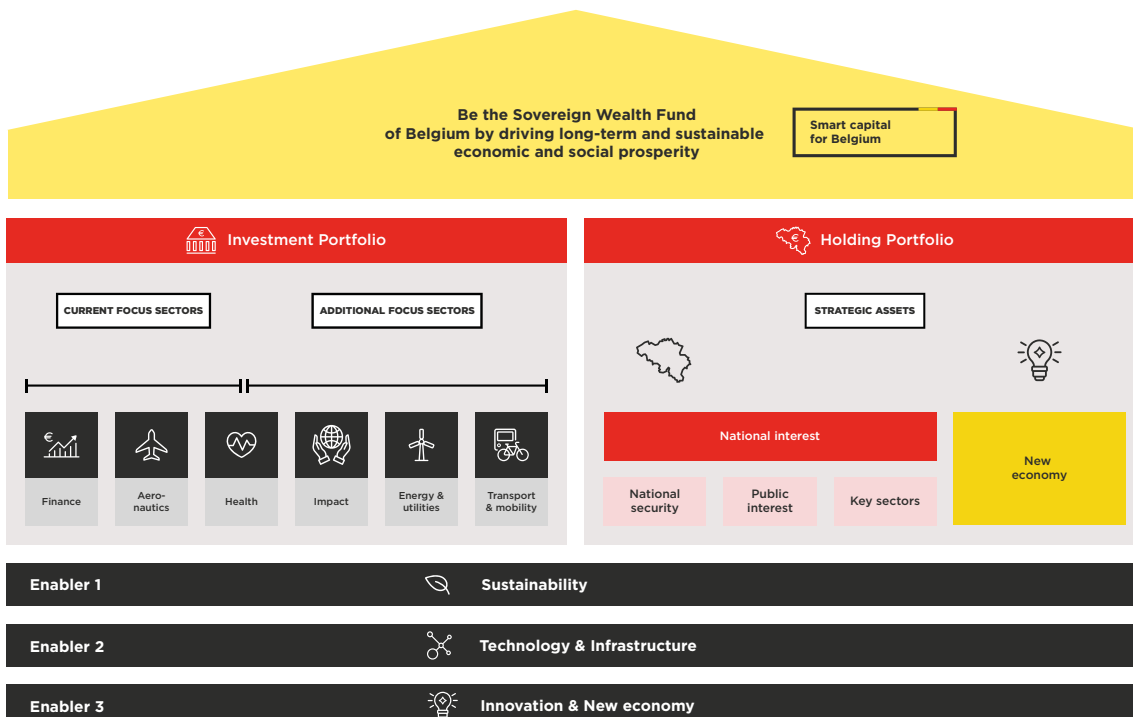 Be the Sovereign Wealth Fund
of Belgium by driving long-term and sustainable
economic and social prosperity
Smart capital
for Belgium
€ Investment Portfolio
CURRENT FOCUS SECTORS
ADDITIONAL FOCUS SECTORS
€
Finance
Aero-
nautics
Health
Impact
Energy &
utilities
Transport
& mobility
€ Holding Portfolio
STRATEGIC ASSETS
National interest
National
security
Public
interest
Key sectors
New
economy
Enabler 1 Sustainability
Enabler 2 Technology & Infrastructure
Enabler 3 Innovation & New economy